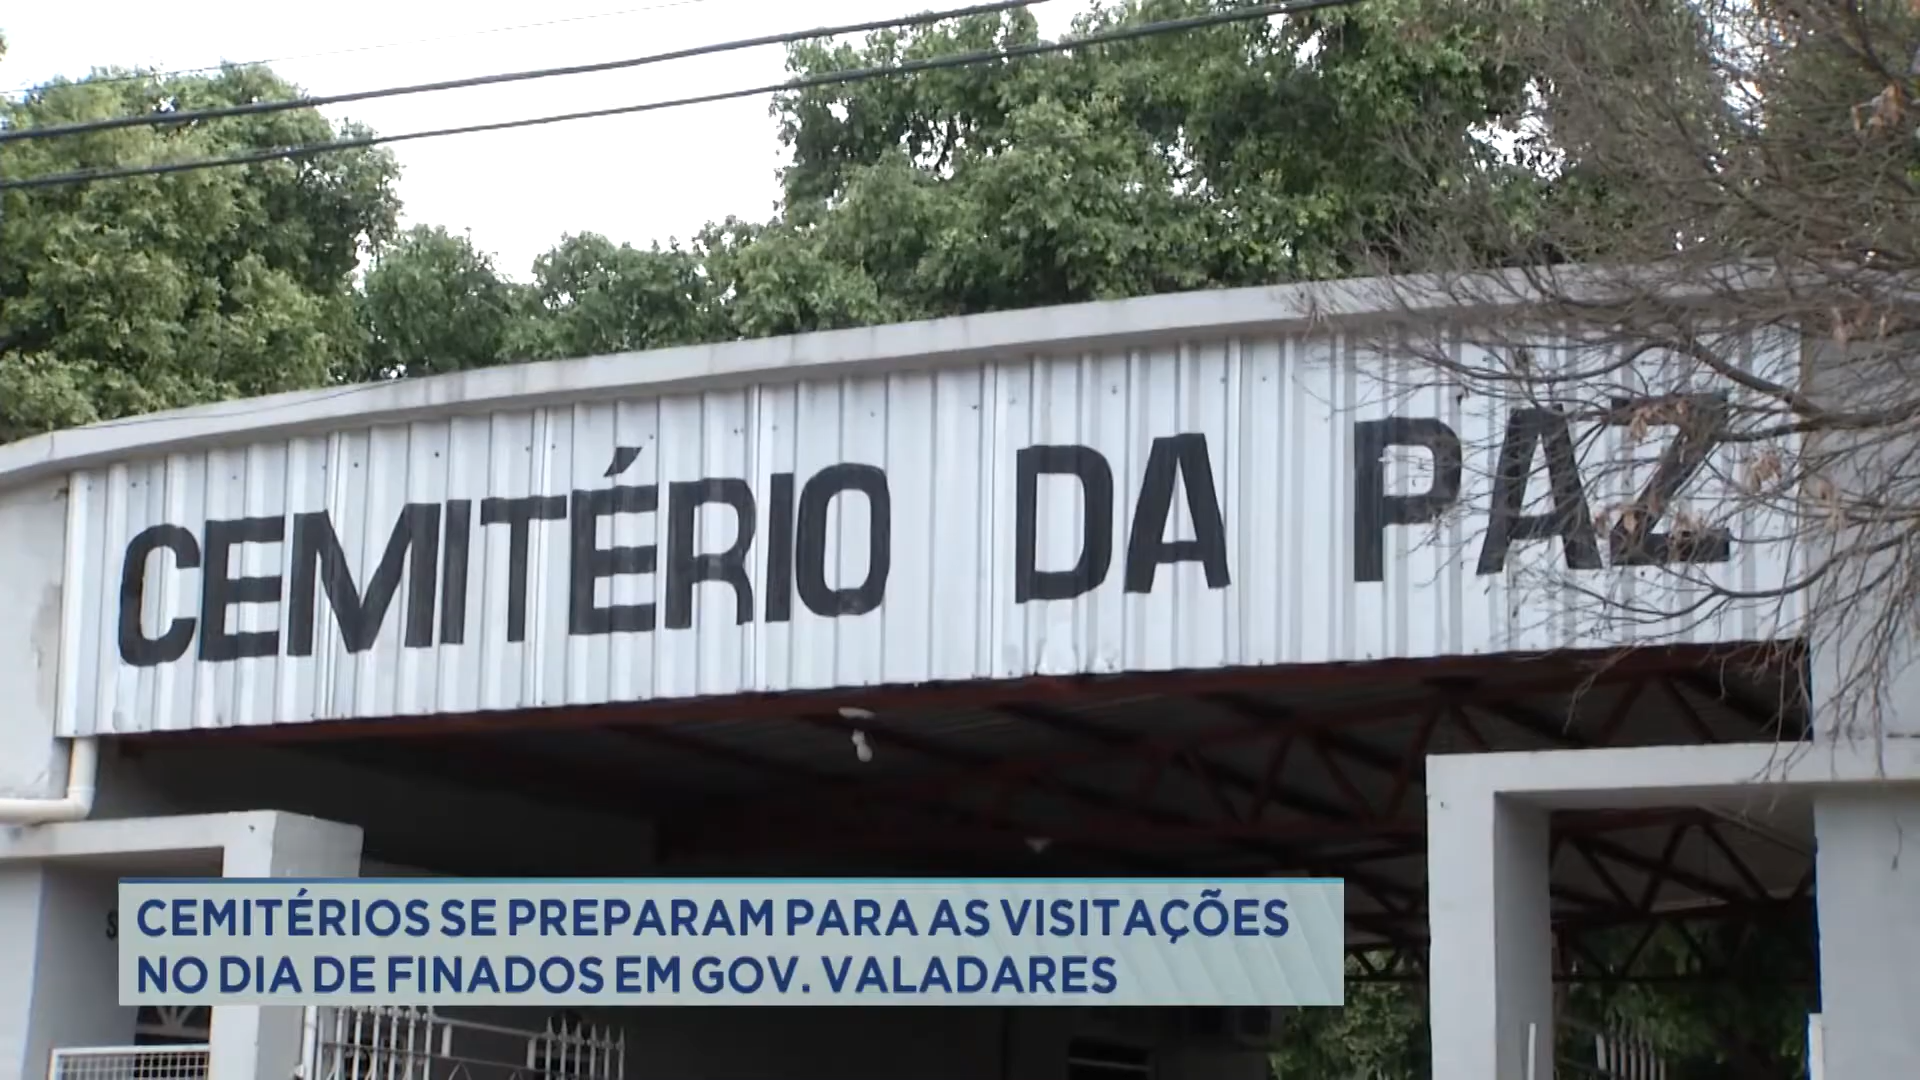 CEMITÉRIO DA PAZ
CEMITÉRIOS SE PREPARAM PARA AS VISITAÇÕES
NO DIA DE FINADOS EM GOV. VALADARES